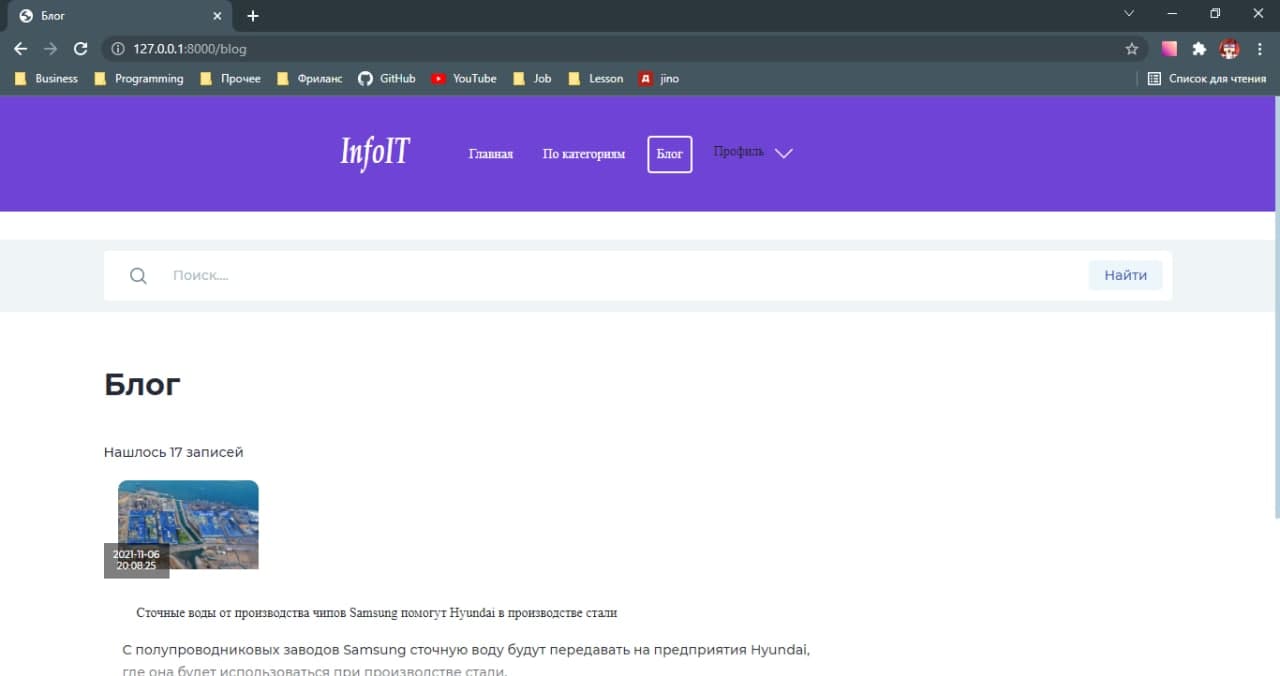 Блог
127.0.0.1:8000/blog
Business Programming Прочее Фриланс GitHub YouTube Job Lesson jino Список для чтения
InfoIT Главная По категориям Блог Профиль
Поиск.... Найти
Блог
Нашлось 17 записей
2021-11-06
20:08:25
Сточные воды от производства чипов Samsung помогут Hyundai в производстве стали
С полупроводниковых заводов Samsung сточную воду будут передавать на предприятия Hyundai,
где она будет использоваться при производстве стали.